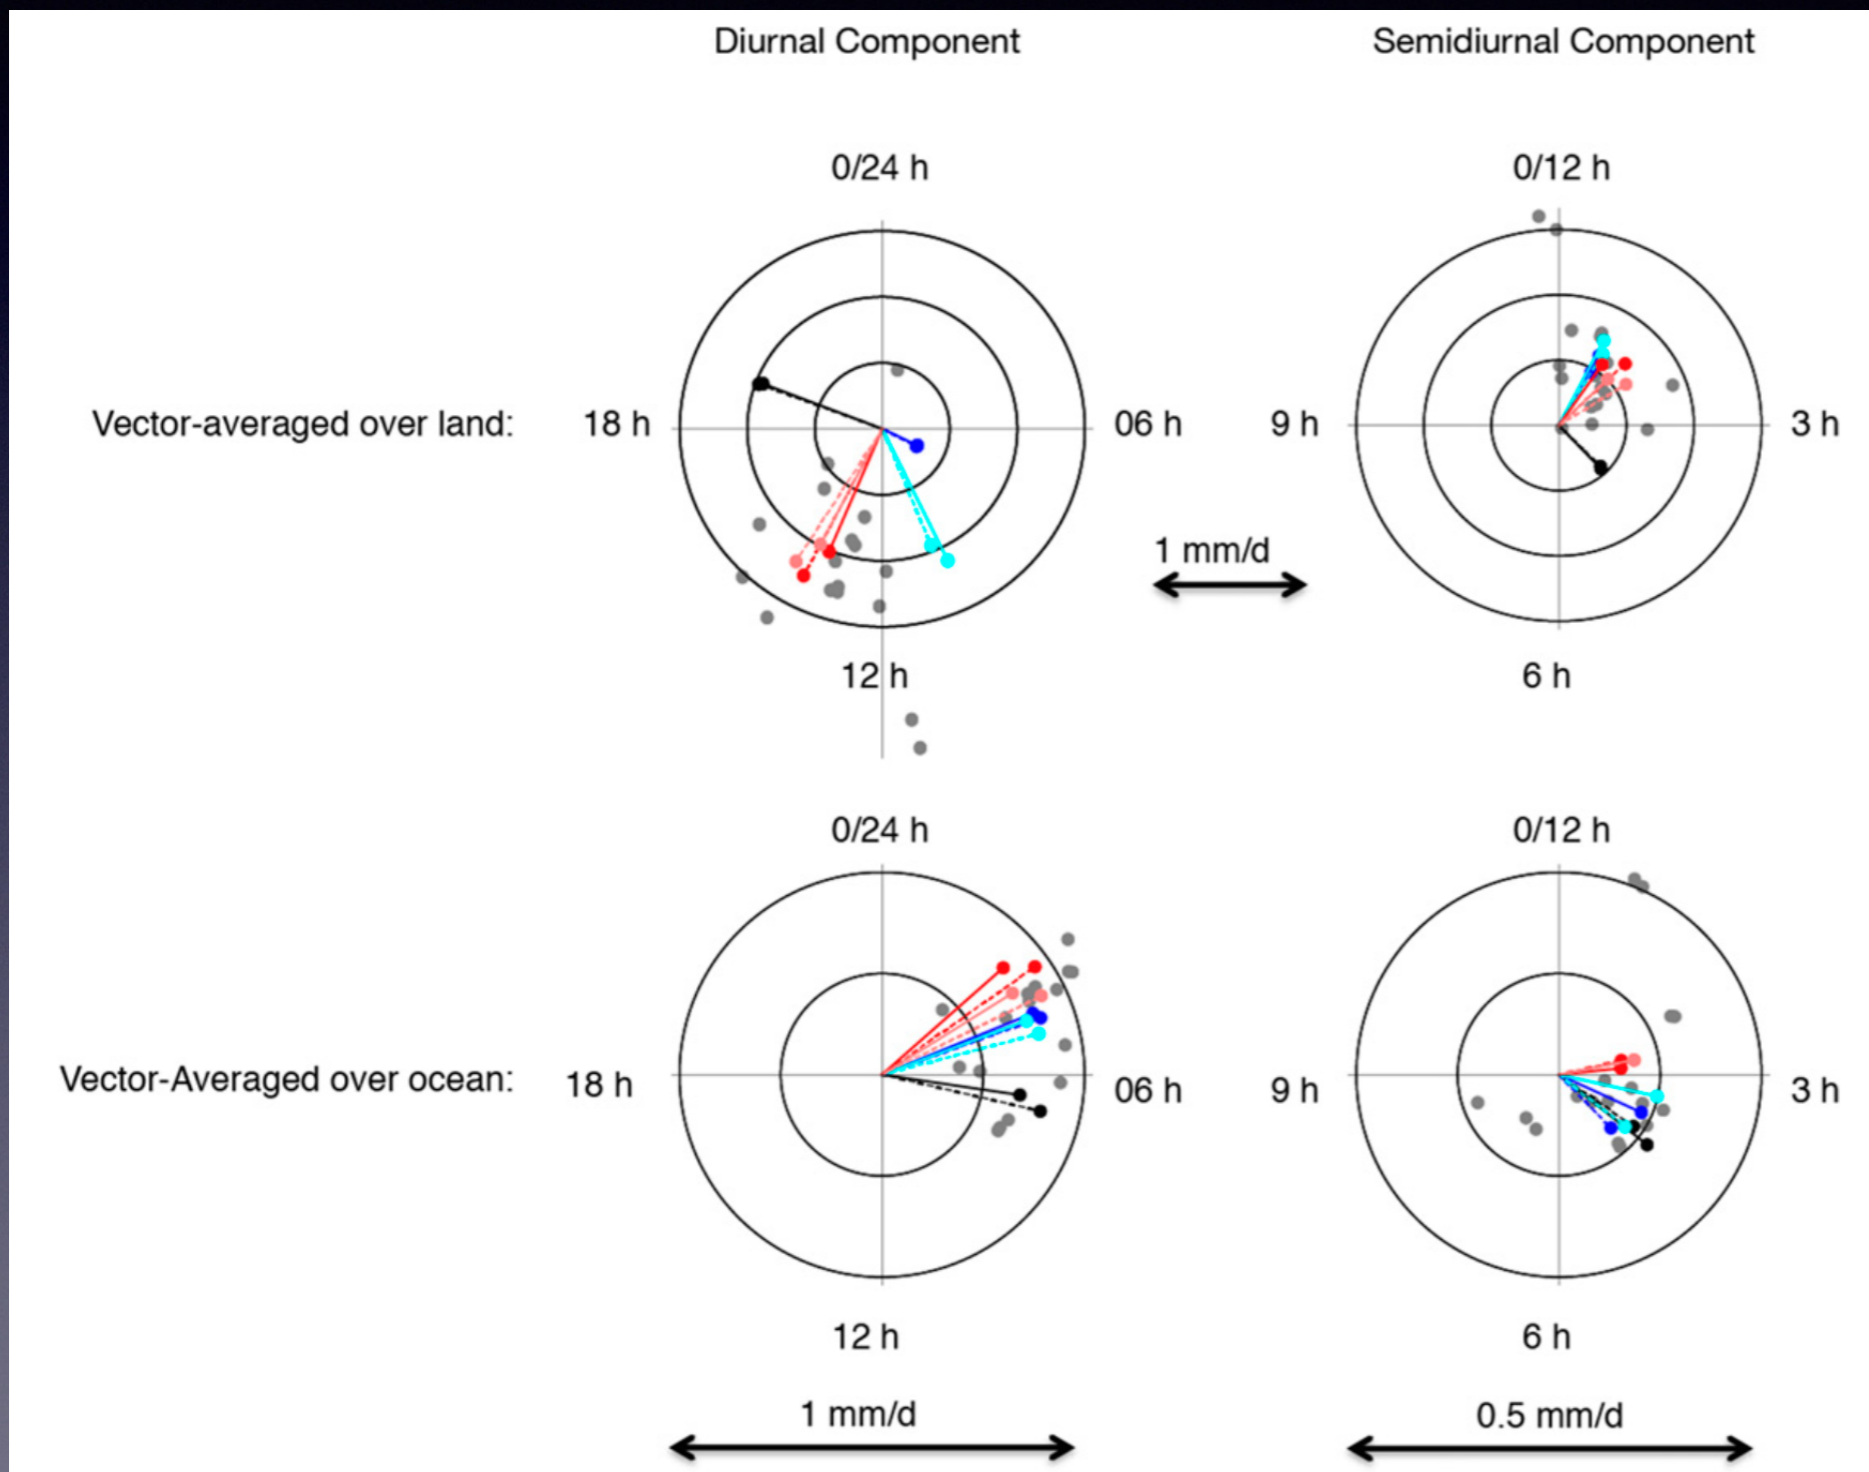 Diurnal Component
Semidiurnal Component
0/24 h
0/12 h
Vector-averaged over land:
18 h
06 h
9 h
3 h
1 mm/d
12 h
6 h
0/24 h
0/12 h
Vector-Averaged over ocean:
18 h
06 h
9 h
3 h
12 h
6 h
1 mm/d
0.5 mm/d